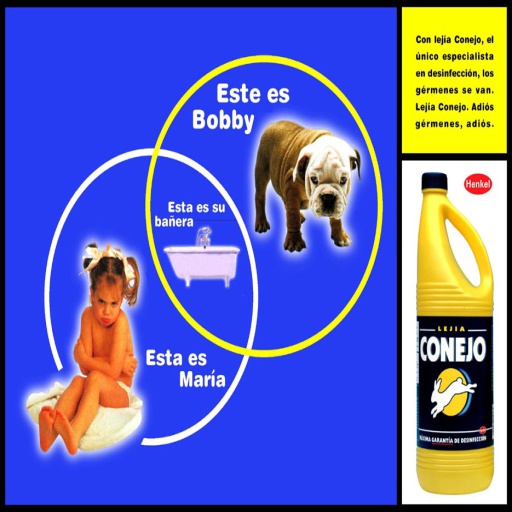 Este es
Bobby
Esta es su
bañera
Esta es
María
Con lejía Conejo, el
único especialista
en desinfección, los
gérmenes se van.
Lejía Conejo. Adiós
gérmenes, adiós.
Henkel
LEJIA
CONEJO
MAXIMA GARANTÍA DE DESINFECCIÓN